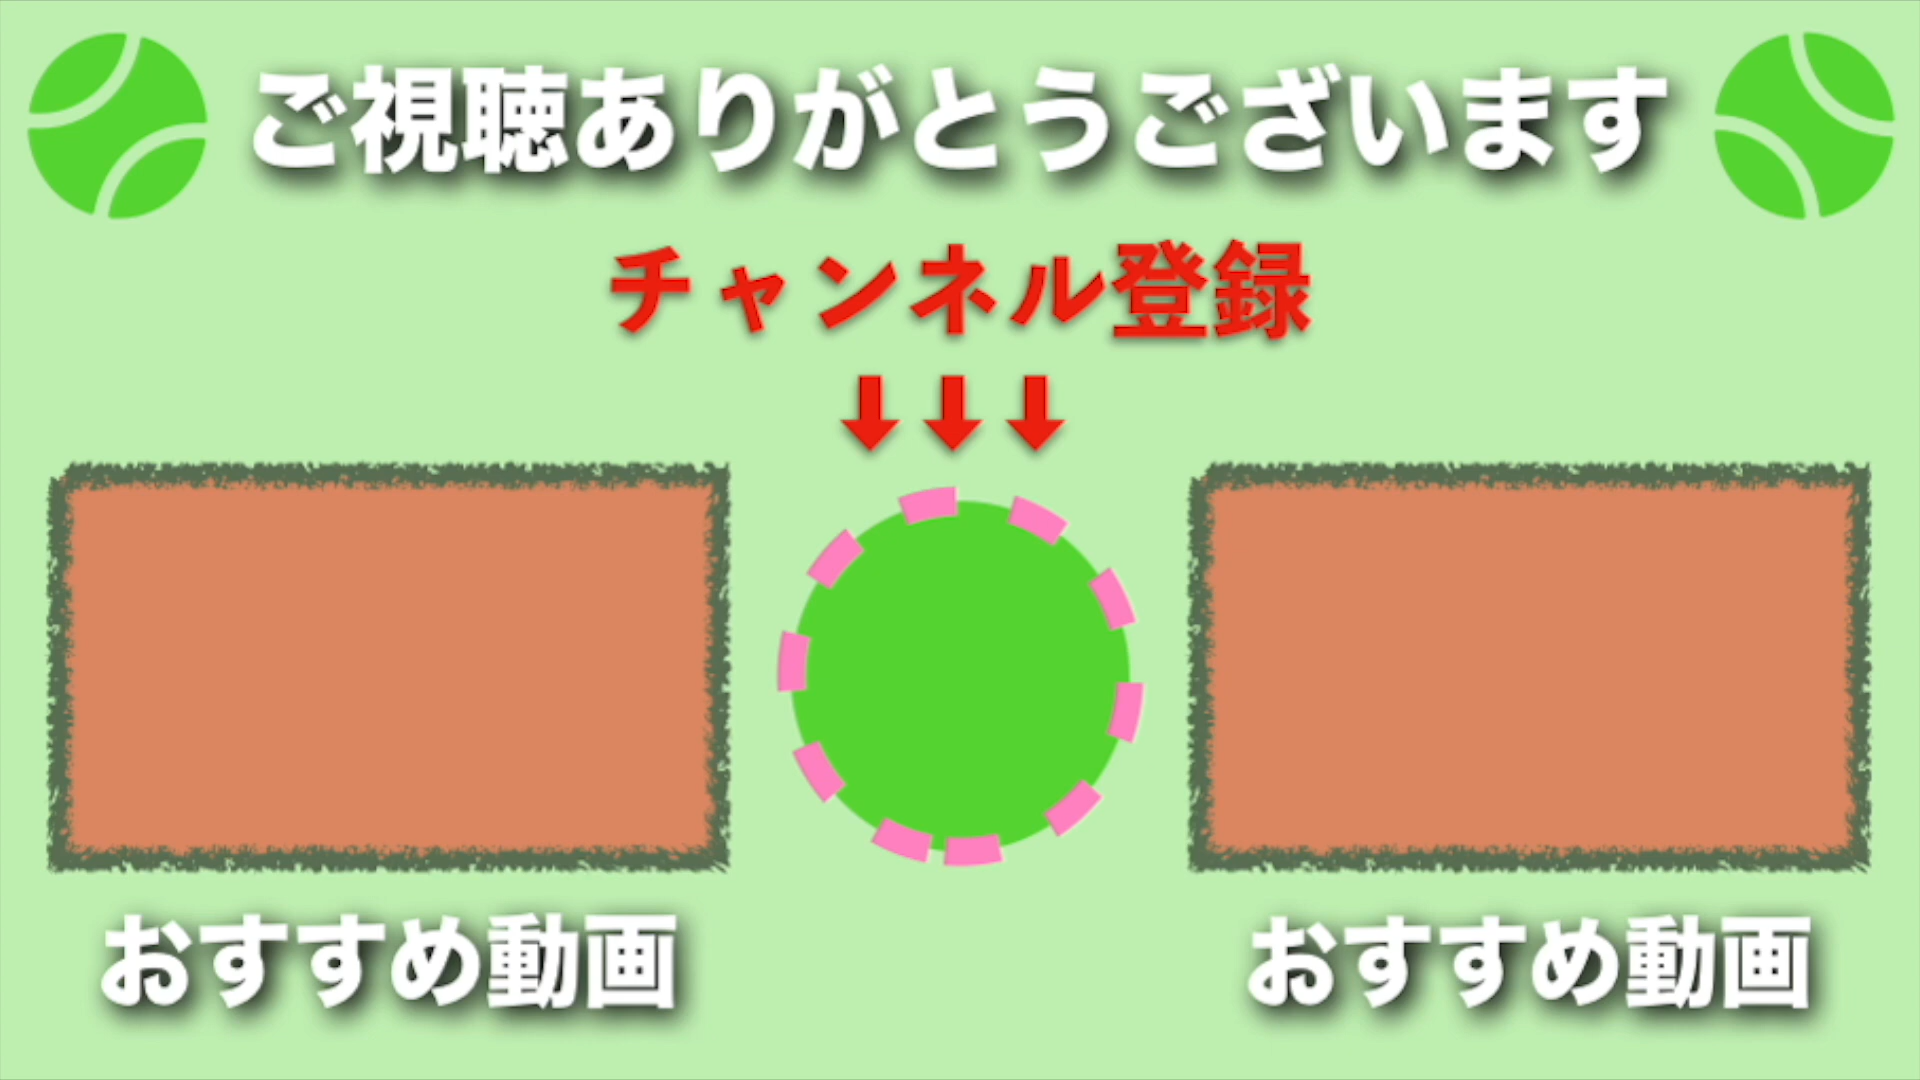 ご視聴ありがとうございます
チャンネル登録
おすすめ動画
おすすめ動画